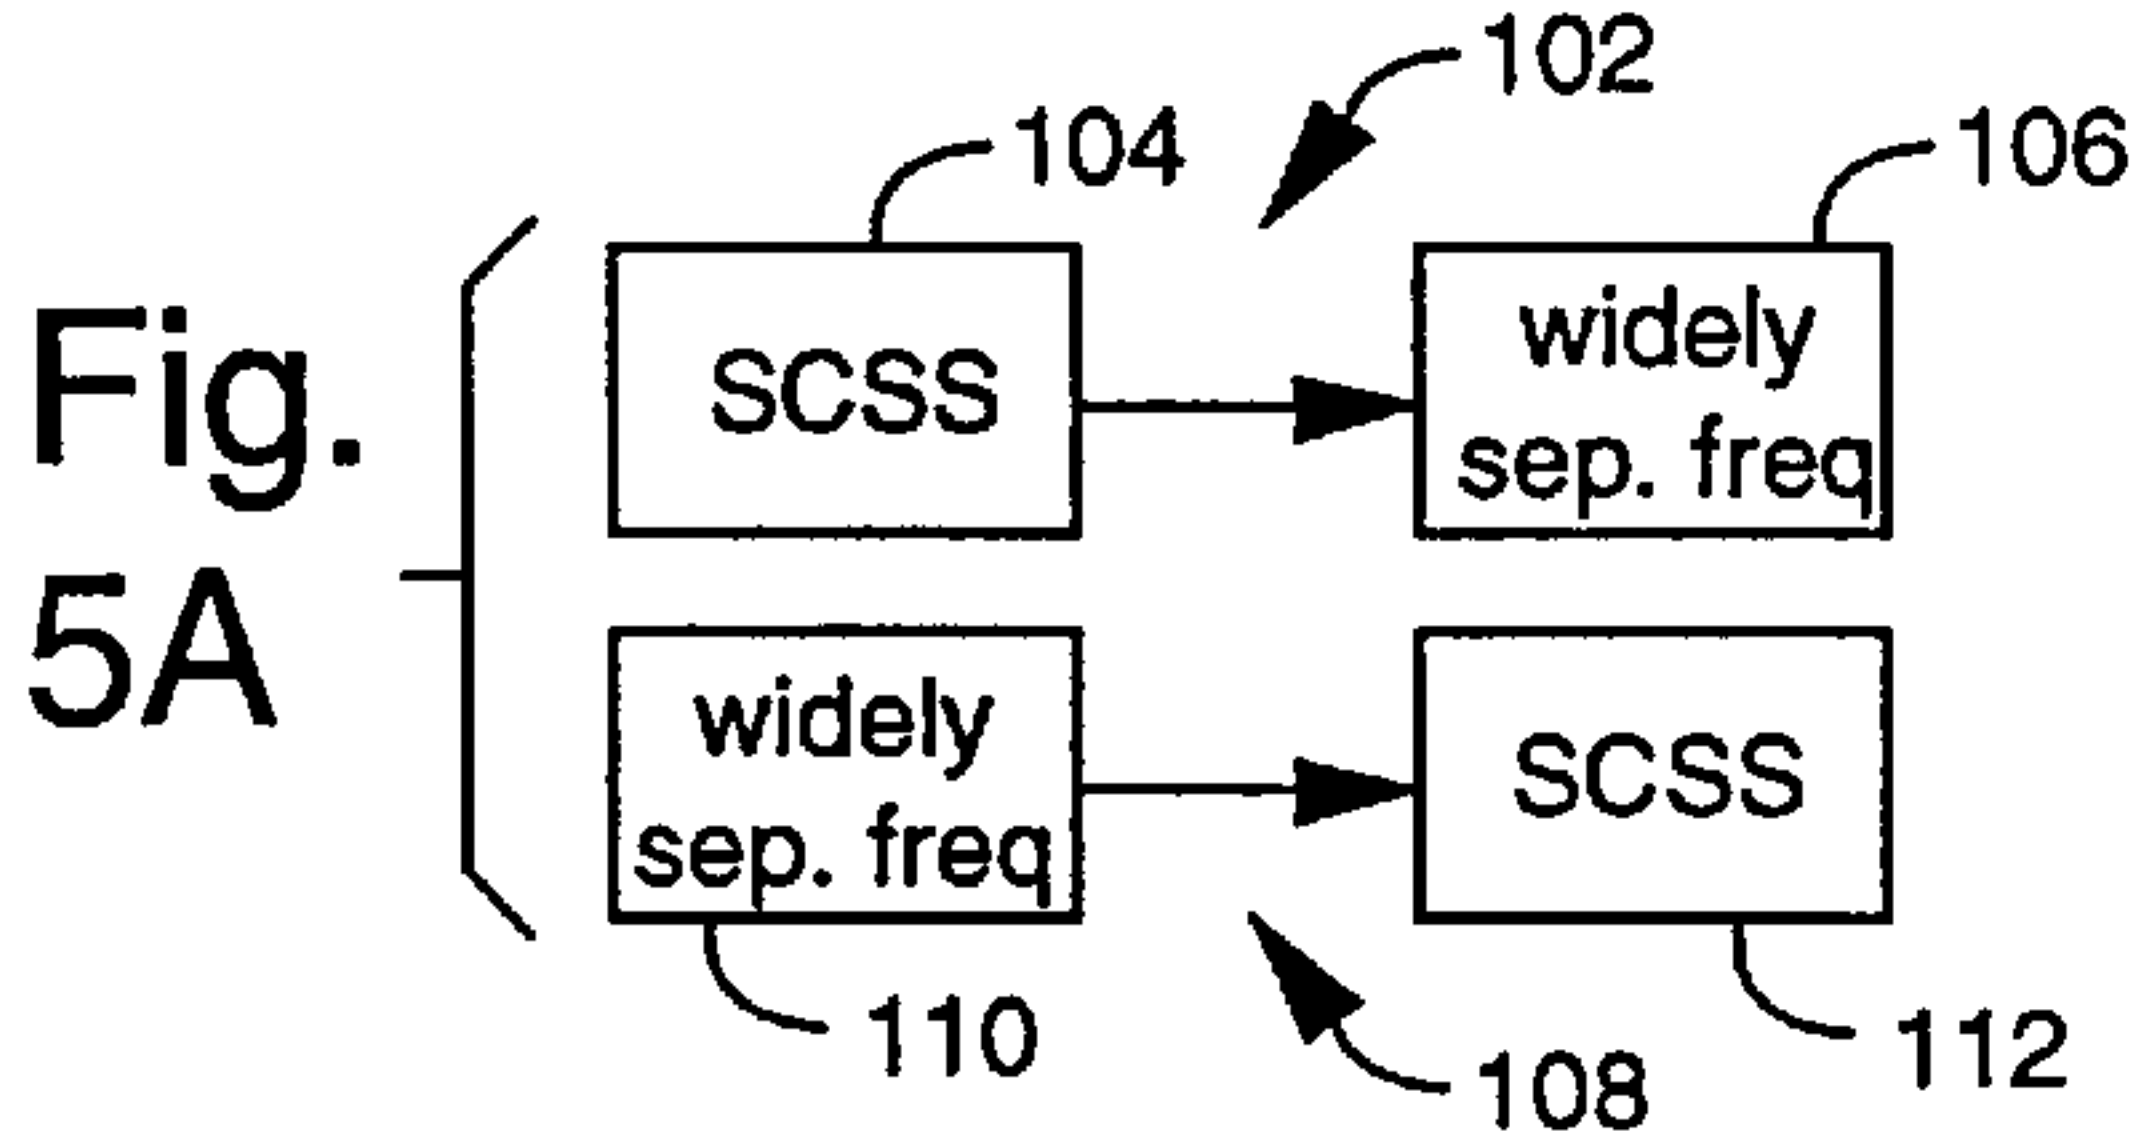 Fig.
5A
102
104
106
SCSS
widely
sep. freq
widely
sep. freq
SCSS
110
108
112